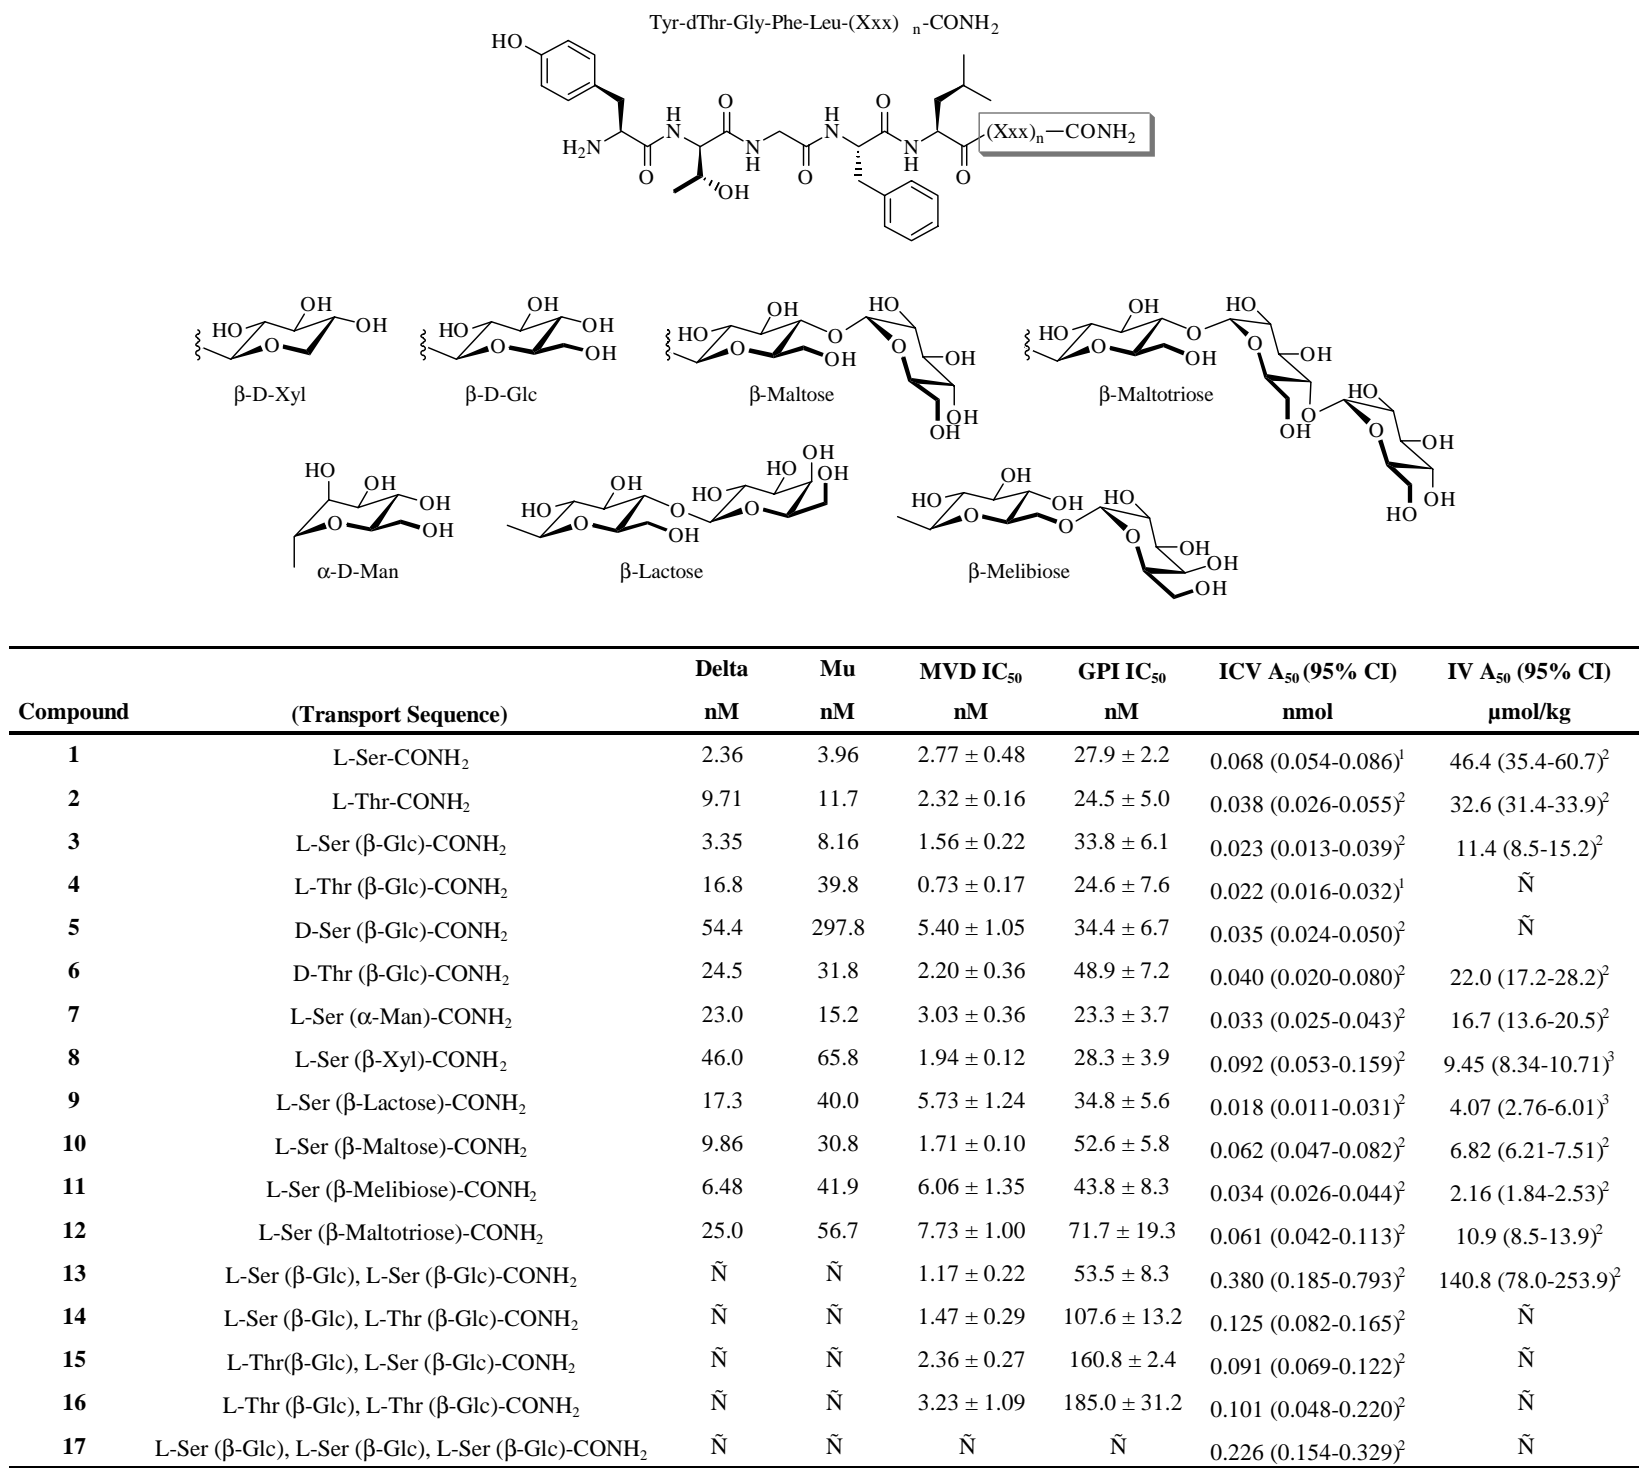 Tyr-dThr-Gly-Phe-Leu-(Xxx) n-CONH2
HO
H2N
O
H
N
O
N
H
O
H
N
O
N
H
O
OH
(Xxx)n—CONH2
HO O OH OH
β-D-Xyl
HO O OH OH OH
β-D-Glc
HO O OH O OH HO O OH OH OH
β-Maltose
HO O OH O OH HO O OH OH O HO O OH OH HO
β-Maltotriose
HO O OH OH OH
α-D-Man
HO O OH O OH HO O HO OH OH
β-Lactose
HO O OH OH O HO O OH OH OH
β-Melibiose
Delta Mu MVD IC50 GPI IC50 ICV A50 (95% CI) IV A50 (95% CI)
Compound (Transport Sequence) nM nM nM nM nmol µmol/kg
1 L-Ser-CONH2 2.36 3.96 2.77 ± 0.48 27.9 ± 2.2 0.068 (0.054-0.086)1 46.4 (35.4-60.7)2
2 L-Thr-CONH2 9.71 11.7 2.32 ± 0.16 24.5 ± 5.0 0.038 (0.026-0.055)2 32.6 (31.4-33.9)2
3 L-Ser (β-Glc)-CONH2 3.35 8.16 1.56 ± 0.22 33.8 ± 6.1 0.023 (0.013-0.039)2 11.4 (8.5-15.2)2
4 L-Thr (β-Glc)-CONH2 16.8 39.8 0.73 ± 0.17 24.6 ± 7.6 0.022 (0.016-0.032)1 Ñ
5 D-Ser (β-Glc)-CONH2 54.4 297.8 5.40 ± 1.05 34.4 ± 6.7 0.035 (0.024-0.050)2 Ñ
6 D-Thr (β-Glc)-CONH2 24.5 31.8 2.20 ± 0.36 48.9 ± 7.2 0.040 (0.020-0.080)2 22.0 (17.2-28.2)2
7 L-Ser (α-Man)-CONH2 23.0 15.2 3.03 ± 0.36 23.3 ± 3.7 0.033 (0.025-0.043)2 16.7 (13.6-20.5)2
8 L-Ser (β-Xyl)-CONH2 46.0 65.8 1.94 ± 0.12 28.3 ± 3.9 0.092 (0.053-0.159)2 9.45 (8.34-10.71)3
9 L-Ser (β-Lactose)-CONH2 17.3 40.0 5.73 ± 1.24 34.8 ± 5.6 0.018 (0.011-0.031)2 4.07 (2.76-6.01)3
10 L-Ser (β-Maltose)-CONH2 9.86 30.8 1.71 ± 0.10 52.6 ± 5.8 0.062 (0.047-0.082)2 6.82 (6.21-7.51)2
11 L-Ser (β-Melibiose)-CONH2 6.48 41.9 6.06 ± 1.35 43.8 ± 8.3 0.034 (0.026-0.044)2 2.16 (1.84-2.53)2
12 L-Ser (β-Maltotriose)-CONH2 25.0 56.7 7.73 ± 1.00 71.7 ± 19.3 0.061 (0.042-0.113)2 10.9 (8.5-13.9)2
13 L-Ser (β-Glc), L-Ser (β-Glc)-CONH2 Ñ Ñ 1.17 ± 0.22 53.5 ± 8.3 0.380 (0.185-0.793)2 140.8 (78.0-253.9)2
14 L-Ser (β-Glc), L-Thr (β-Glc)-CONH2 Ñ Ñ 1.47 ± 0.29 107.6 ± 13.2 0.125 (0.082-0.165)2 Ñ
15 L-Thr(β-Glc), L-Ser (β-Glc)-CONH2 Ñ Ñ 2.36 ± 0.27 160.8 ± 2.4 0.091 (0.069-0.122)2 Ñ
16 L-Thr (β-Glc), L-Thr (β-Glc)-CONH2 Ñ Ñ 3.23 ± 1.09 185.0 ± 31.2 0.101 (0.048-0.220)2 Ñ
17 L-Ser (β-Glc), L-Ser (β-Glc), L-Ser (β-Glc)-CONH2 Ñ Ñ Ñ Ñ 0.226 (0.154-0.329)2 Ñ